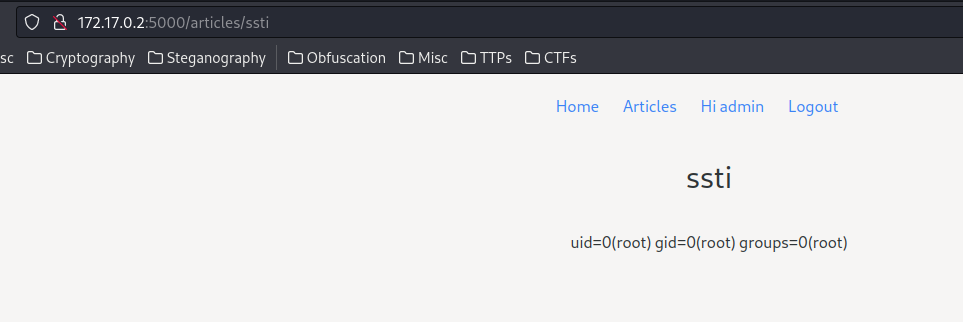 172.17.0.2:5000/articles/ssti
sc Cryptography Steganography Obfuscation Misc TTPs CTFs
Home Articles Hi admin Logout
ssti
uid=0(root) gid=0(root) groups=0(root)